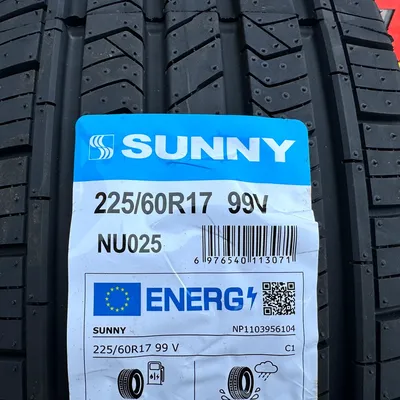 SUNNY
225/60R17 99V
NU025
6 976540 113071
ENERG
SUNNY NP1103956104
225/60R17 99 V C1